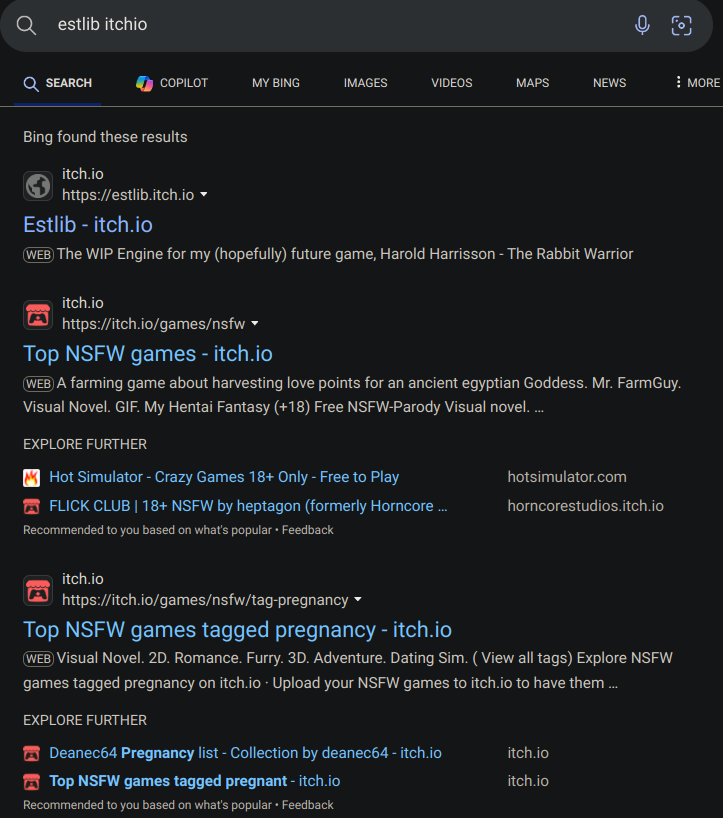 estlib itchio
SEARCH COPILOT MY BING IMAGES VIDEOS MAPS NEWS MORE
Bing found these results
itch.io
https://estlib.itch.io
Estlib - itch.io
WEB The WIP Engine for my (hopefully) future game, Harold Harrisson - The Rabbit Warrior
itch.io
https://itch.io/games/nsfw
Top NSFW games - itch.io
WEB A farming game about harvesting love points for an ancient egyptian Goddess. Mr. FarmGuy.
Visual Novel. GIF. My Hentai Fantasy (+18) Free NSFW-Parody Visual novel. ...
EXPLORE FURTHER
Hot Simulator - Crazy Games 18+ Only - Free to Play hotsimulator.com
FLICK CLUB | 18+ NSFW by heptagon (formerly Horncore ... horncorestudios.itch.io
Recommended to you based on what's popular • Feedback
itch.io
https://itch.io/games/nsfw/tag-pregnancy
Top NSFW games tagged pregnancy - itch.io
WEB Visual Novel. 2D. Romance. Furry. 3D. Adventure. Dating Sim. ( View all tags) Explore NSFW
games tagged pregnancy on itch.io · Upload your NSFW games to itch.io to have them ...
EXPLORE FURTHER
Deanec64 Pregnancy list - Collection by deanec64 - itch.io itch.io
Top NSFW games tagged pregnant - itch.io itch.io
Recommended to you based on what's popular • Feedback